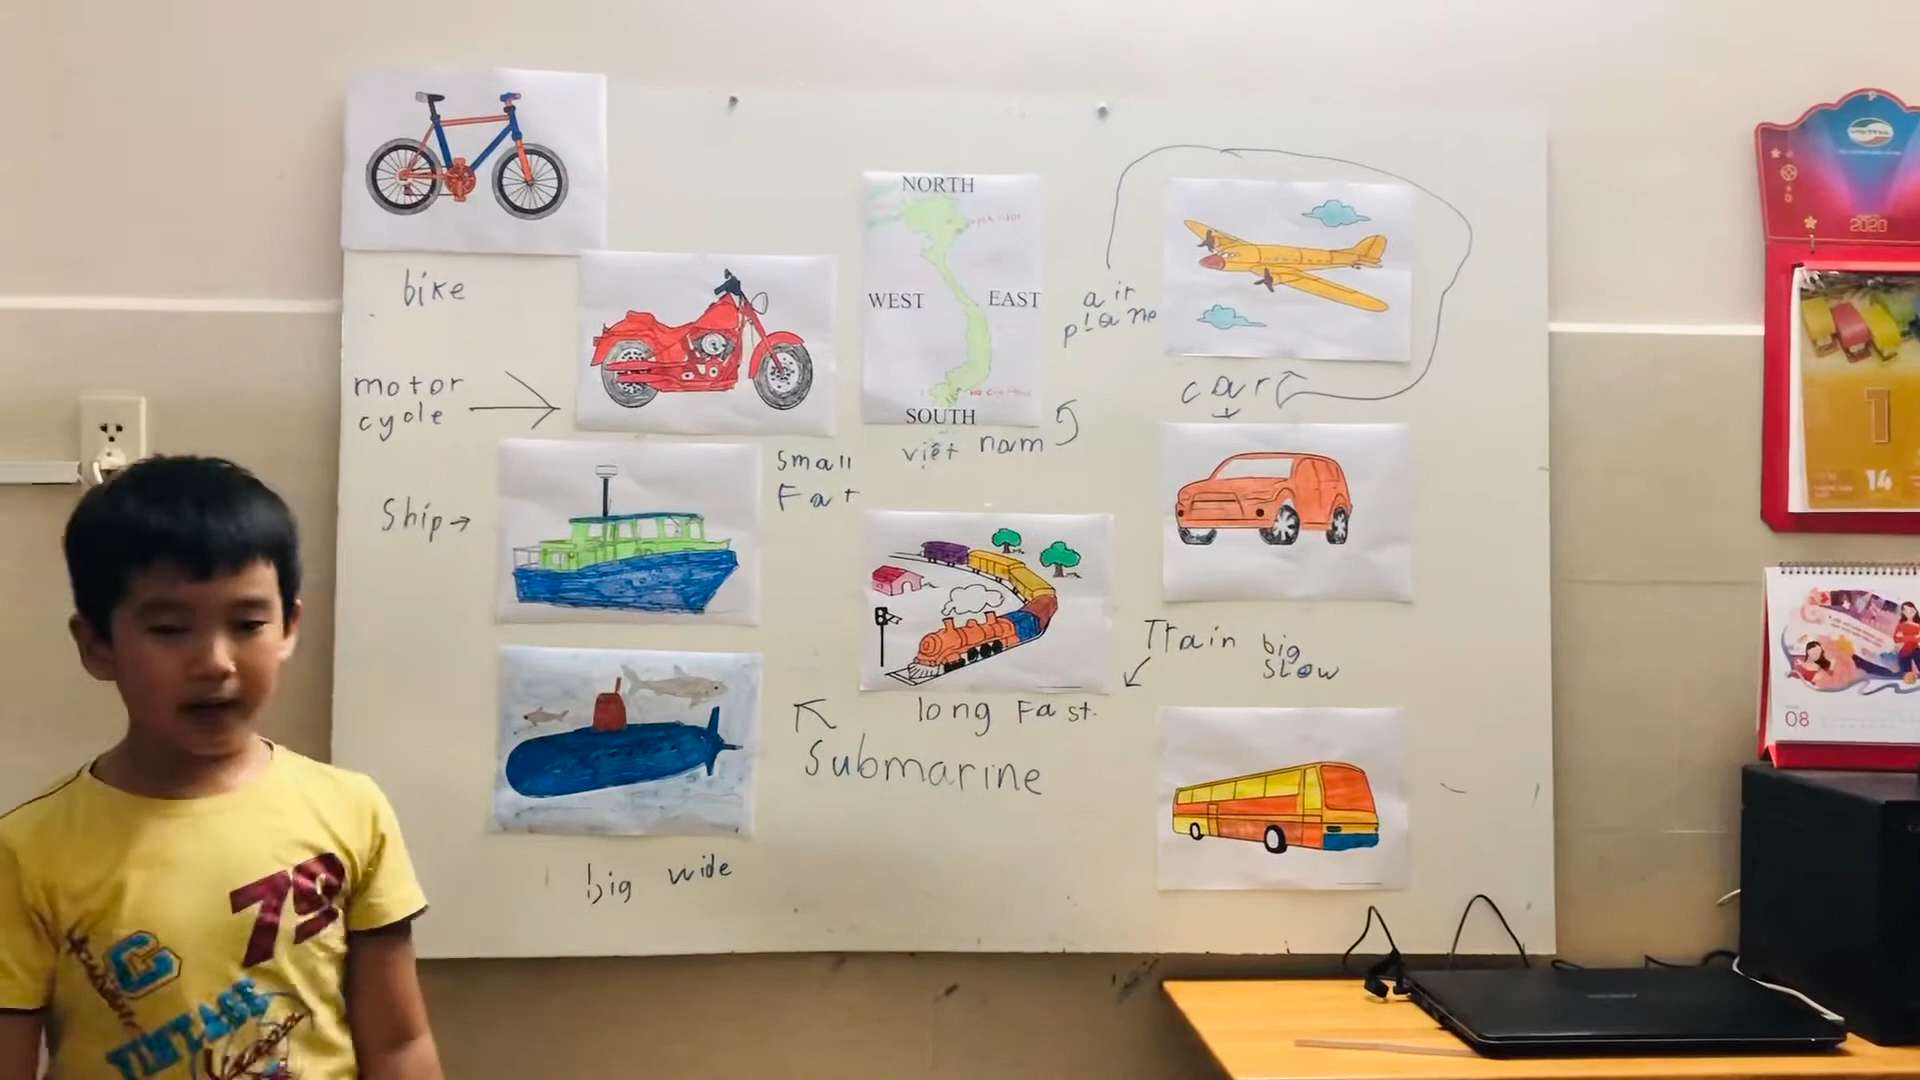 bike
motor
cycle
Ship
small
Fat
NORTH
WEST
EAST
SOUTH
việt nam
air
plane
car
Train big
slow
long Fast.
Submarine
big wide
79
VINTAGE
2020
1
14
08